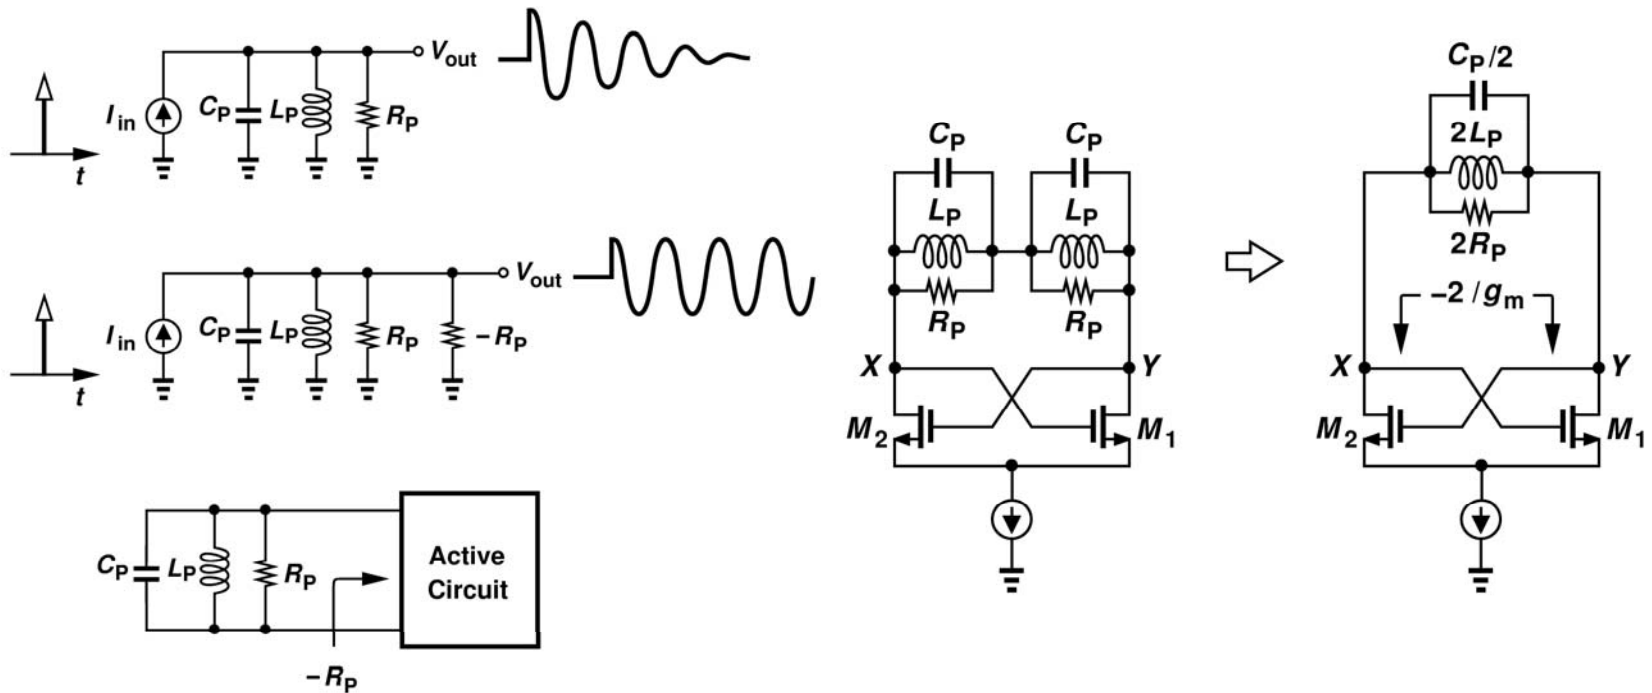 I_in
C_P
L_P
R_P
V_out
t
I_in
C_P
L_P
R_P
−R_P
V_out
t
C_P
L_P
R_P
Active
Circuit
−R_P
C_P C_P
L_P L_P
R_P R_P
X Y
M_2 M_1
C_P/2
2L_P
2R_P
−2/g_m
X Y
M_2 M_1